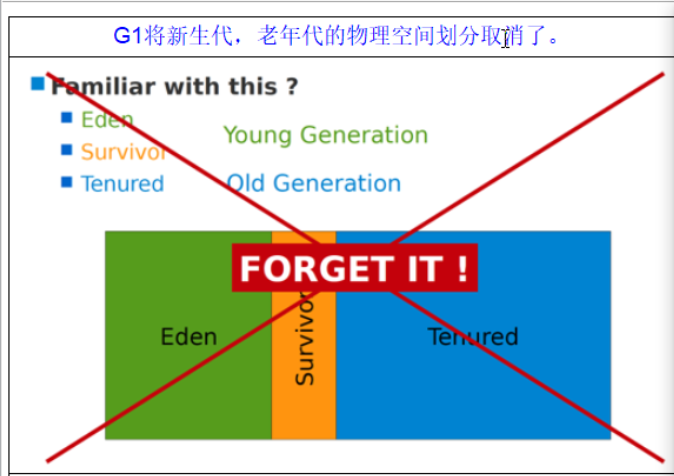 G1将新生代，老年代的物理空间划分取消了。
Familiar with this ?
Eden
Young Generation
Survivor
Tenured
Old Generation
FORGET IT !
Eden
Survivor
Tenured